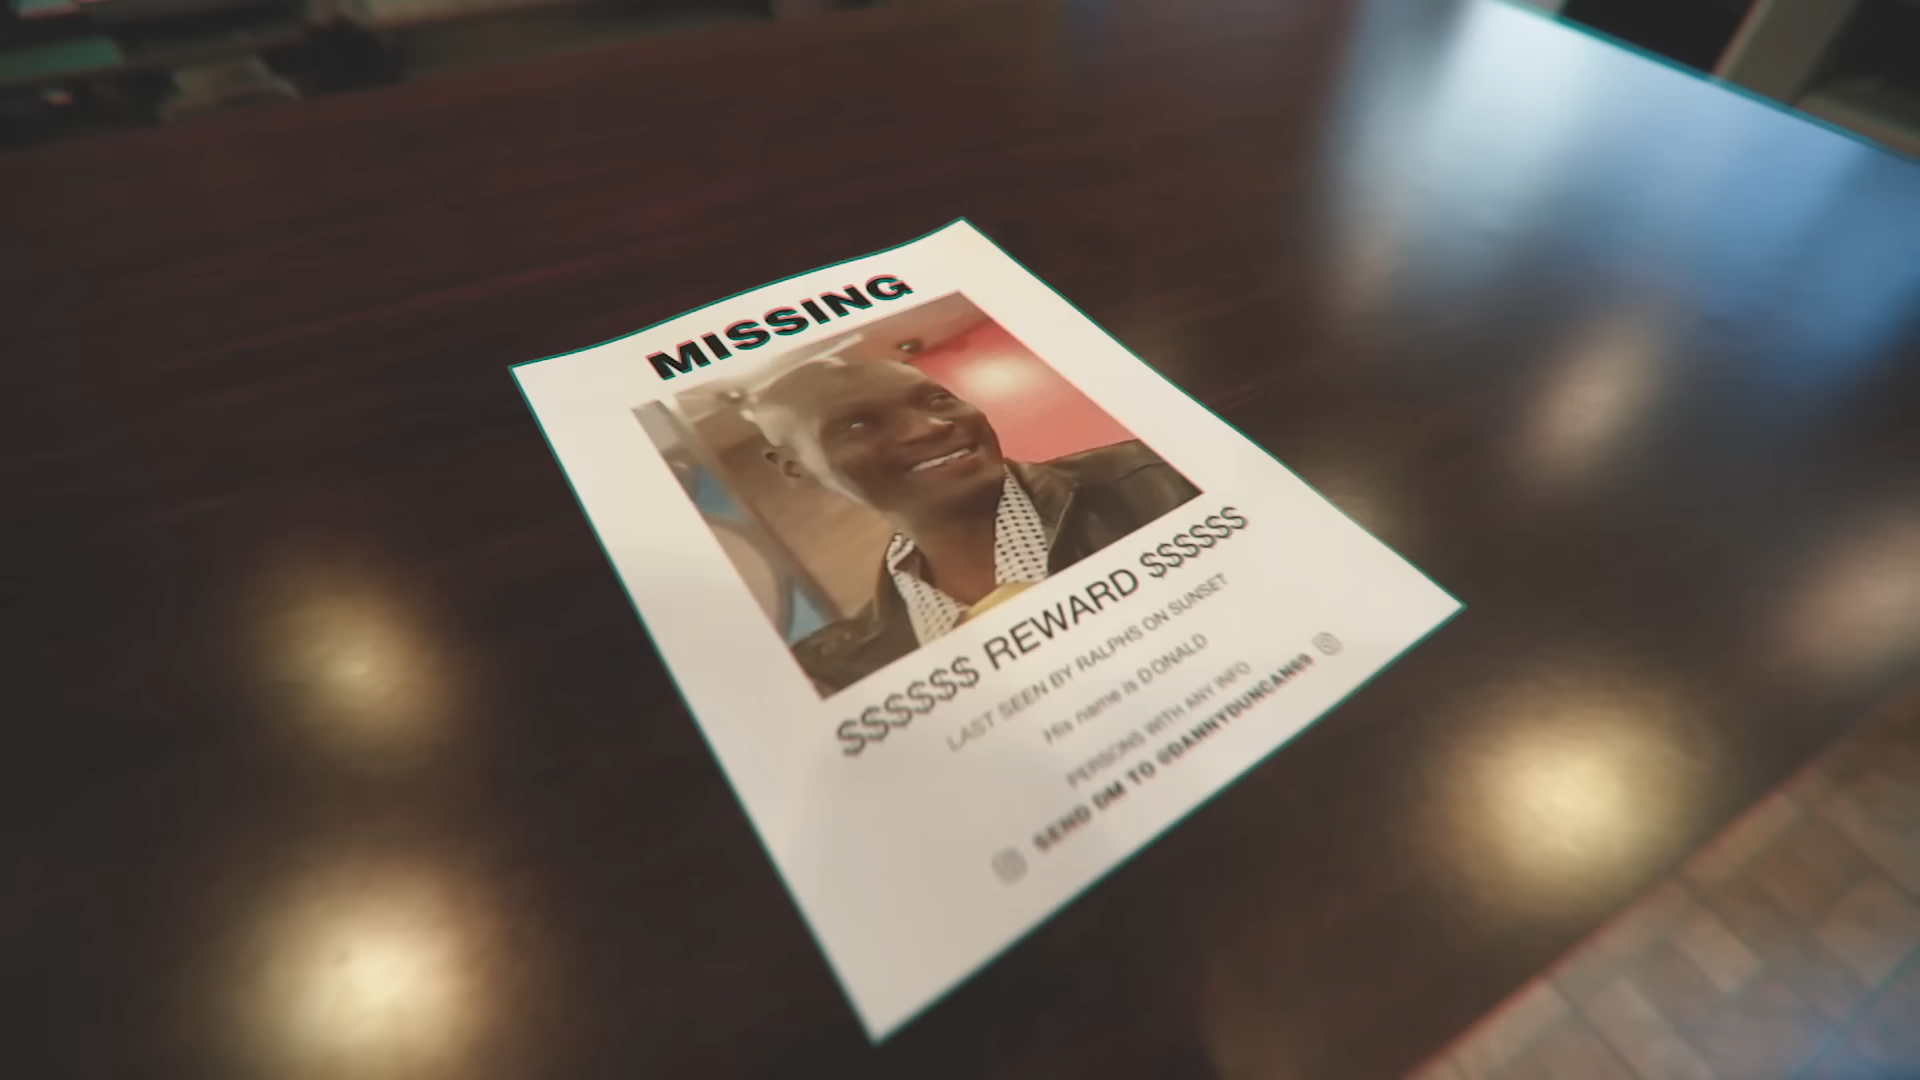 MISSING
$$$$$$ REWARD $$$$$$
LAST SEEN BY RALPHS ON SUNSET
His name is DONALD
PERSONS WITH ANY INFO
SEND DM TO @DANNYDUNCAN69